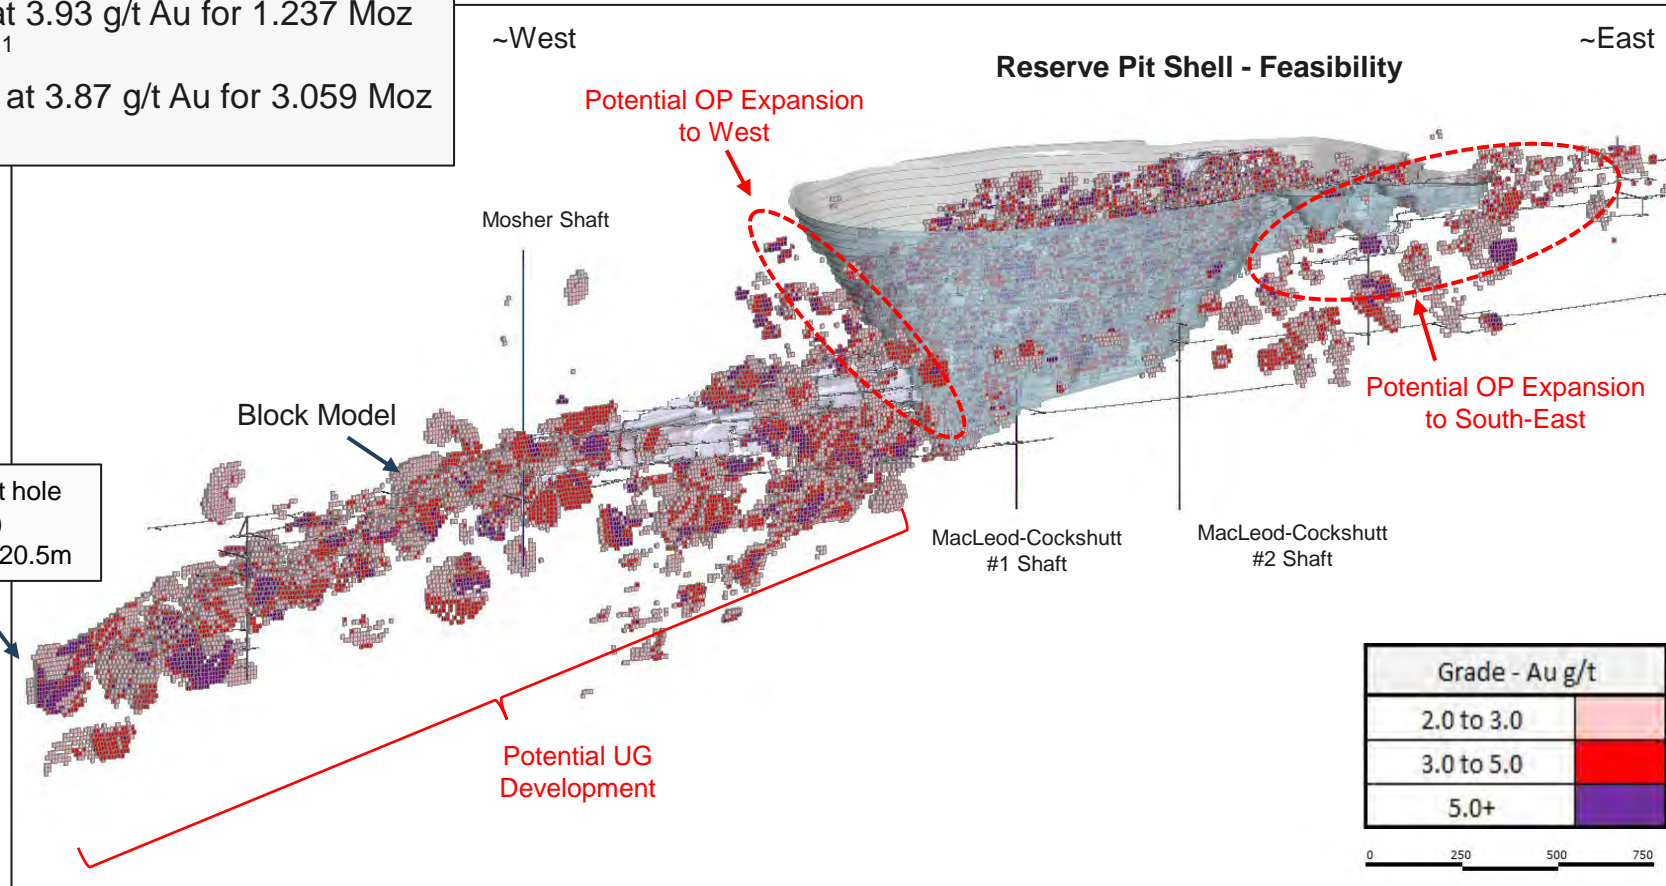 at 3.93 g/t Au for 1.237 Moz
1
at 3.87 g/t Au for 3.059 Moz
~West
~East
Reserve Pit Shell - Feasibility
Potential OP Expansion
to West
Mosher Shaft
Block Model
t hole
)
20.5m
Potential OP Expansion
to South-East
MacLeod-Cockshutt
#1 Shaft
MacLeod-Cockshutt
#2 Shaft
Potential UG
Development
Grade - Au g/t
2.0 to 3.0
3.0 to 5.0
5.0+
0 250 500 750